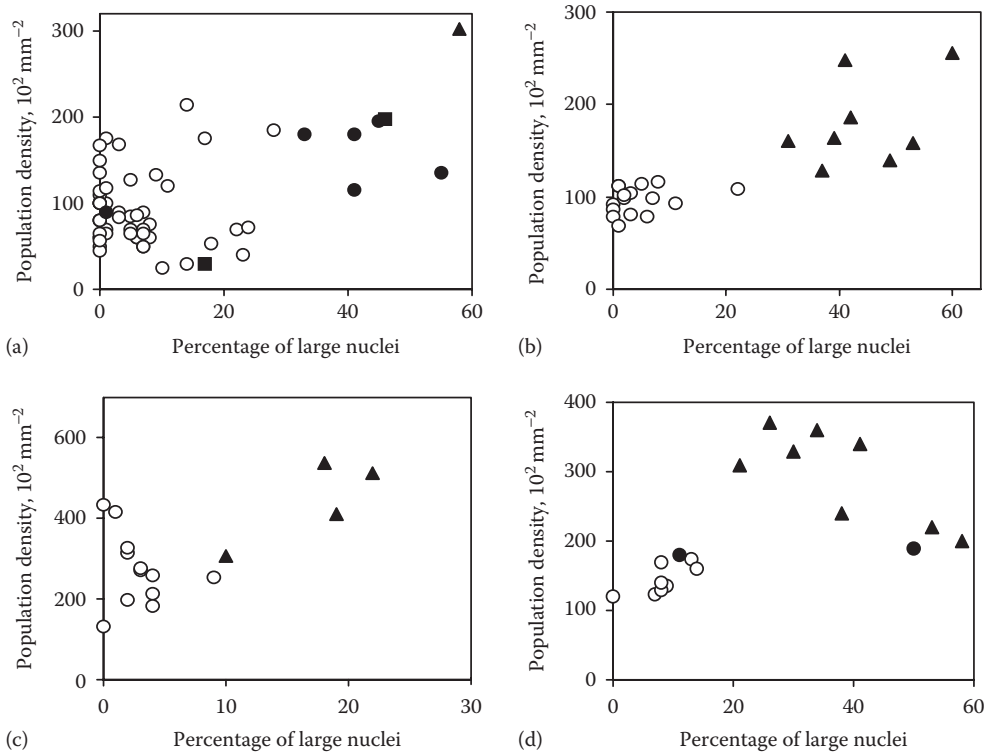 300
200
100
0
Population density, 10² mm⁻²
0 20 40 60
(a) Percentage of large nuclei
300
200
100
0
Population density, 10² mm⁻²
0 20 40 60
(b) Percentage of large nuclei
600
400
200
0
Population density, 10² mm⁻²
0 10 20 30
(c) Percentage of large nuclei
400
300
200
100
0
Population density, 10² mm⁻²
0 20 40 60
(d) Percentage of large nuclei